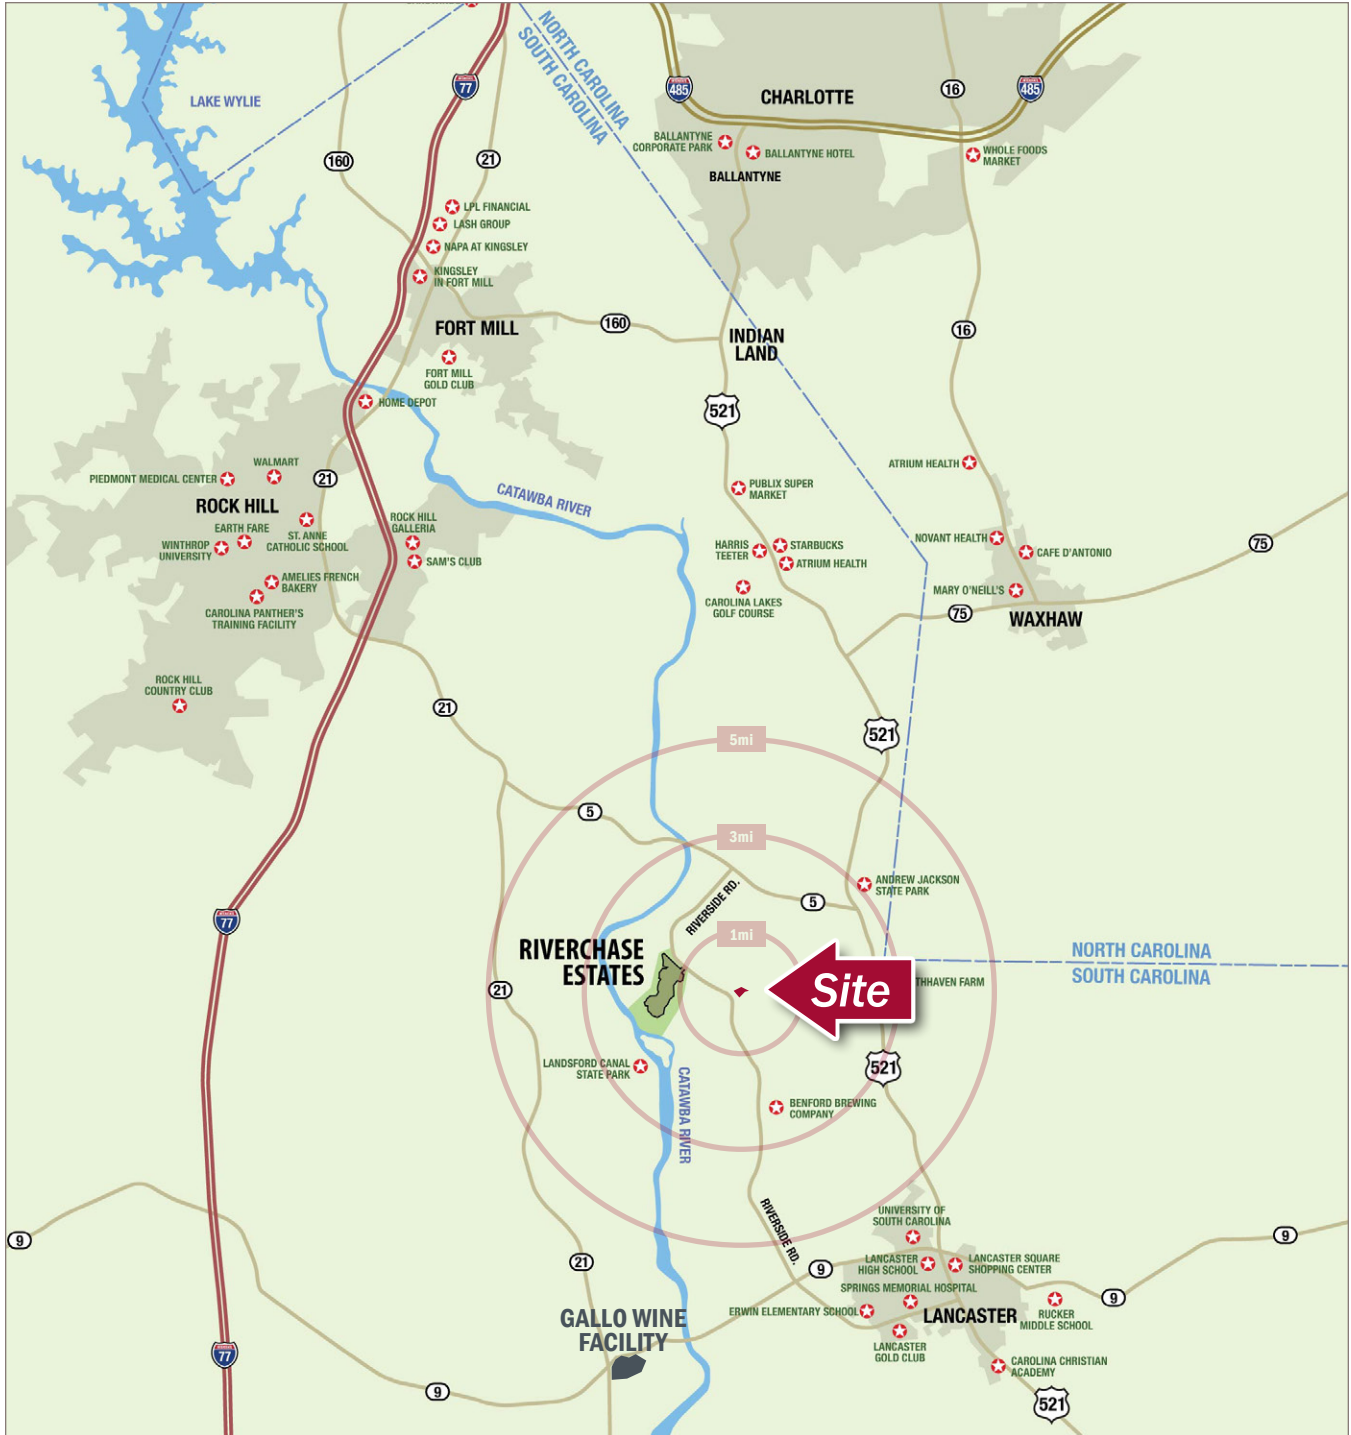 NORTH CAROLINA
SOUTH CAROLINA
LAKE WYLIE
77
485
CHARLOTTE
16
485
160
21
BALLANTYNE
CORPORATE PARK
BALLANTYNE HOTEL
BALLANTYNE
WHOLE FOODS
MARKET
LPL FINANCIAL
LASH GROUP
NAPA AT KINGSLEY
KINGSLEY
IN FORT MILL
FORT MILL
160
INDIAN
LAND
16
FORT MILL
GOLD CLUB
HOME DEPOT
521
WALMART
PIEDMONT MEDICAL CENTER
21
ROCK HILL
CATAWBA RIVER
PUBLIX SUPER
MARKET
ATRIUM HEALTH
EARTH FARE
WINTHROP
UNIVERSITY
ST. ANNE
CATHOLIC SCHOOL
ROCK HILL
GALLERIA
SAM'S CLUB
HARRIS
TEETER
STARBUCKS
ATRIUM HEALTH
NOVANT HEALTH
CAFE D'ANTONIO
75
AMELIES FRENCH
BAKERY
CAROLINA PANTHER'S
TRAINING FACILITY
CAROLINA LAKES
GOLF COURSE
MARY O'NEILL'S
75
WAXHAW
ROCK HILL
COUNTRY CLUB
21
521
5mi
5
3mi
ANDREW JACKSON
STATE PARK
RIVERSIDE RD.
5
77
1mi
RIVERCHASE
ESTATES
NORTH CAROLINA
SOUTH CAROLINA
21
Site
THHAVEN FARM
LANDSFORD CANAL
STATE PARK
521
CATAWBA RIVER
BENFORD BREWING
COMPANY
RIVERSIDE RD.
UNIVERSITY OF
SOUTH CAROLINA
9
9
21
9
LANCASTER
HIGH SCHOOL
LANCASTER SQUARE
SHOPPING CENTER
SPRINGS MEMORIAL HOSPITAL
9
GALLO WINE
FACILITY
ERWIN ELEMENTARY SCHOOL
LANCASTER
RUCKER
MIDDLE SCHOOL
LANCASTER
GOLD CLUB
77
CAROLINA CHRISTIAN
ACADEMY
9
521